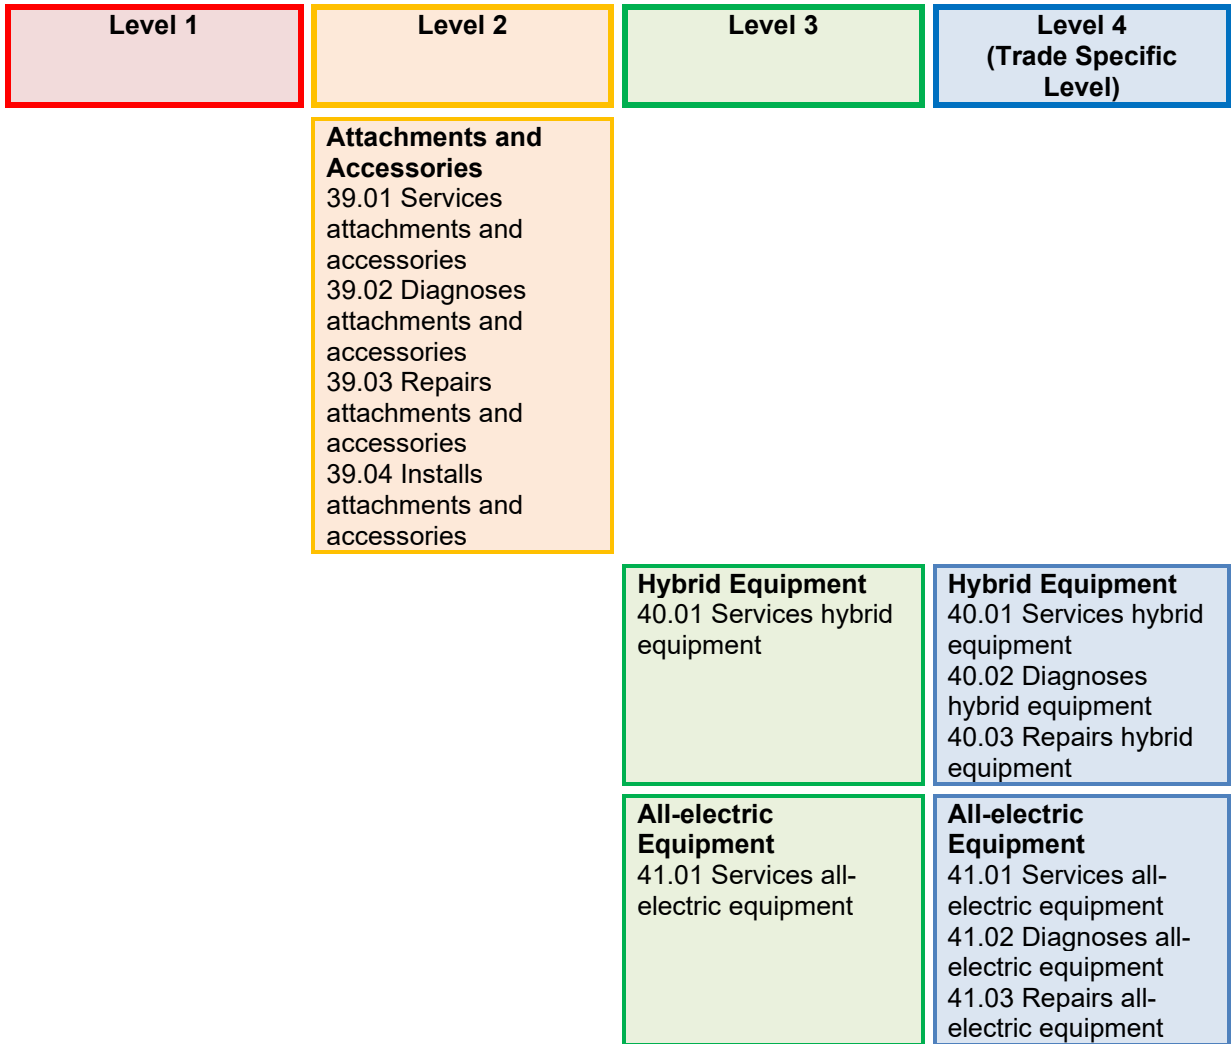 Level 1
Level 2
Level 3
Level 4
(Trade Specific
Level)
Attachments and
Accessories
39.01 Services
attachments and
accessories
39.02 Diagnoses
attachments and
accessories
39.03 Repairs
attachments and
accessories
39.04 Installs
attachments and
accessories
Hybrid Equipment
40.01 Services hybrid
equipment
Hybrid Equipment
40.01 Services hybrid
equipment
40.02 Diagnoses
hybrid equipment
40.03 Repairs hybrid
equipment
All-electric
Equipment
41.01 Services all-
electric equipment
All-electric
Equipment
41.01 Services all-
electric equipment
41.02 Diagnoses all-
electric equipment
41.03 Repairs all-
electric equipment